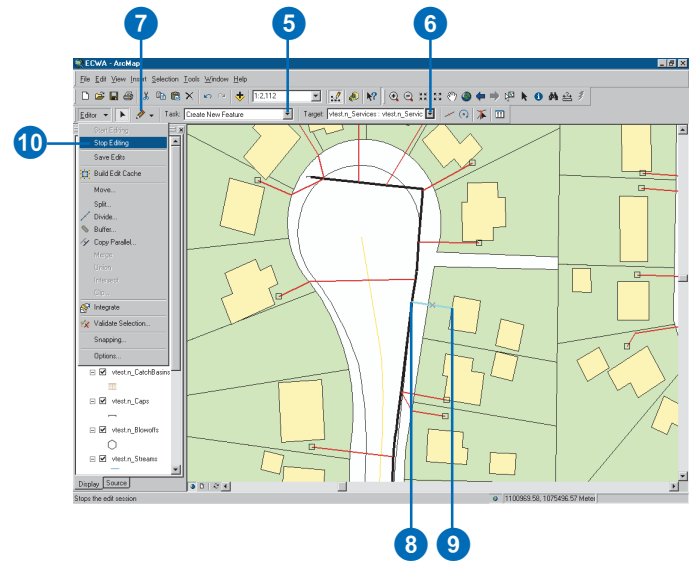 7
5
6
ECWA - ArcMap
File Edit View Insert Selection Tools Window Help
1:2,112
Editor
Task:
Create New Feature
Target:
vtest.n_Services : vtest.n_Servic
10
Start Editing
Stop Editing
Save Edits
Build Edit Cache
Move...
Split...
Divide...
Buffer...
Copy Parallel...
Merge
Union
Intersect
Clip...
Integrate
Validate Selection...
Snapping...
Options...
vtest.n_CatchBasins
vtest.n_Caps
vtest.n_Blowoffs
vtest.n_Streams
Display Source
Stops the edit session
1100969.58, 1075496.57 Meter
8
9